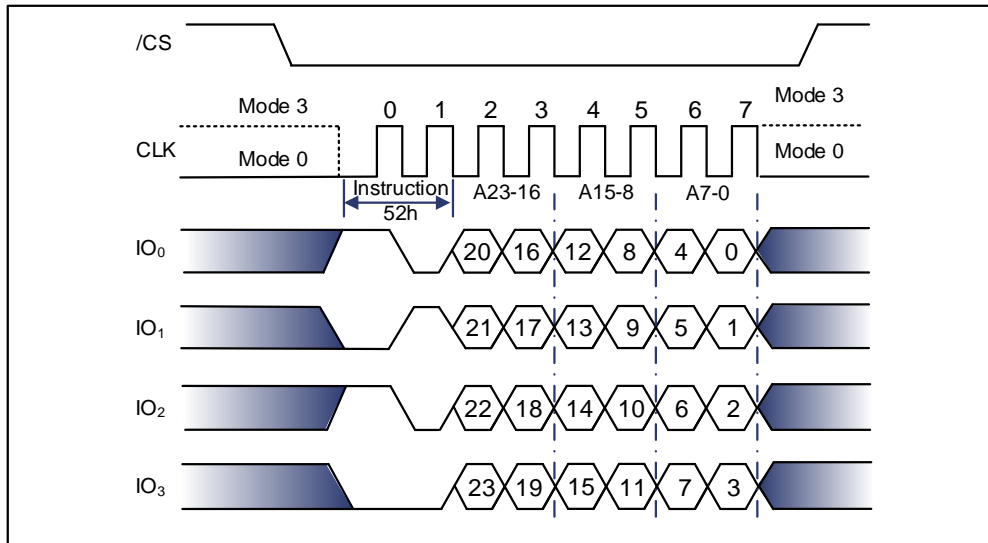 /CS
Mode 3 0 1 2 3 4 5 6 7 Mode 3
CLK Mode 0 Mode 0
Instruction A23-16 A15-8 A7-0
52h
IO₀ 20 16 12 8 4 0
IO₁ 21 17 13 9 5 1
IO₂ 22 18 14 10 6 2
IO₃ 23 19 15 11 7 3